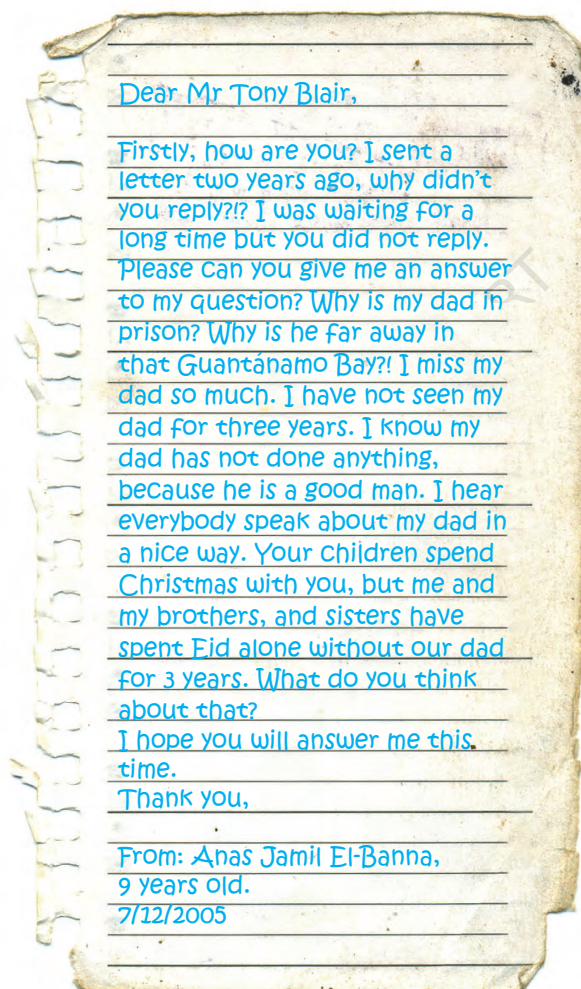 Dear Mr Tony Blair,
Firstly, how are you? I sent a
letter two years ago, why didn't
you reply?!? I was waiting for a
long time but you did not reply.
Please can you give me an answer
to my question? Why is my dad in
prison? Why is he far away in
that Guantánamo Bay?! I miss my
dad so much. I have not seen my
dad for three years. I know my
dad has not done anything,
because he is a good man. I hear
everybody speak about my dad in
a nice way. Your children spend
Christmas with you, but me and
my brothers, and sisters have
spent Eid alone without our dad
for 3 years. What do you think
about that?
I hope you will answer me this
time.
Thank you,
From: Anas Jamil El-Banna,
9 years old.
7/12/2005